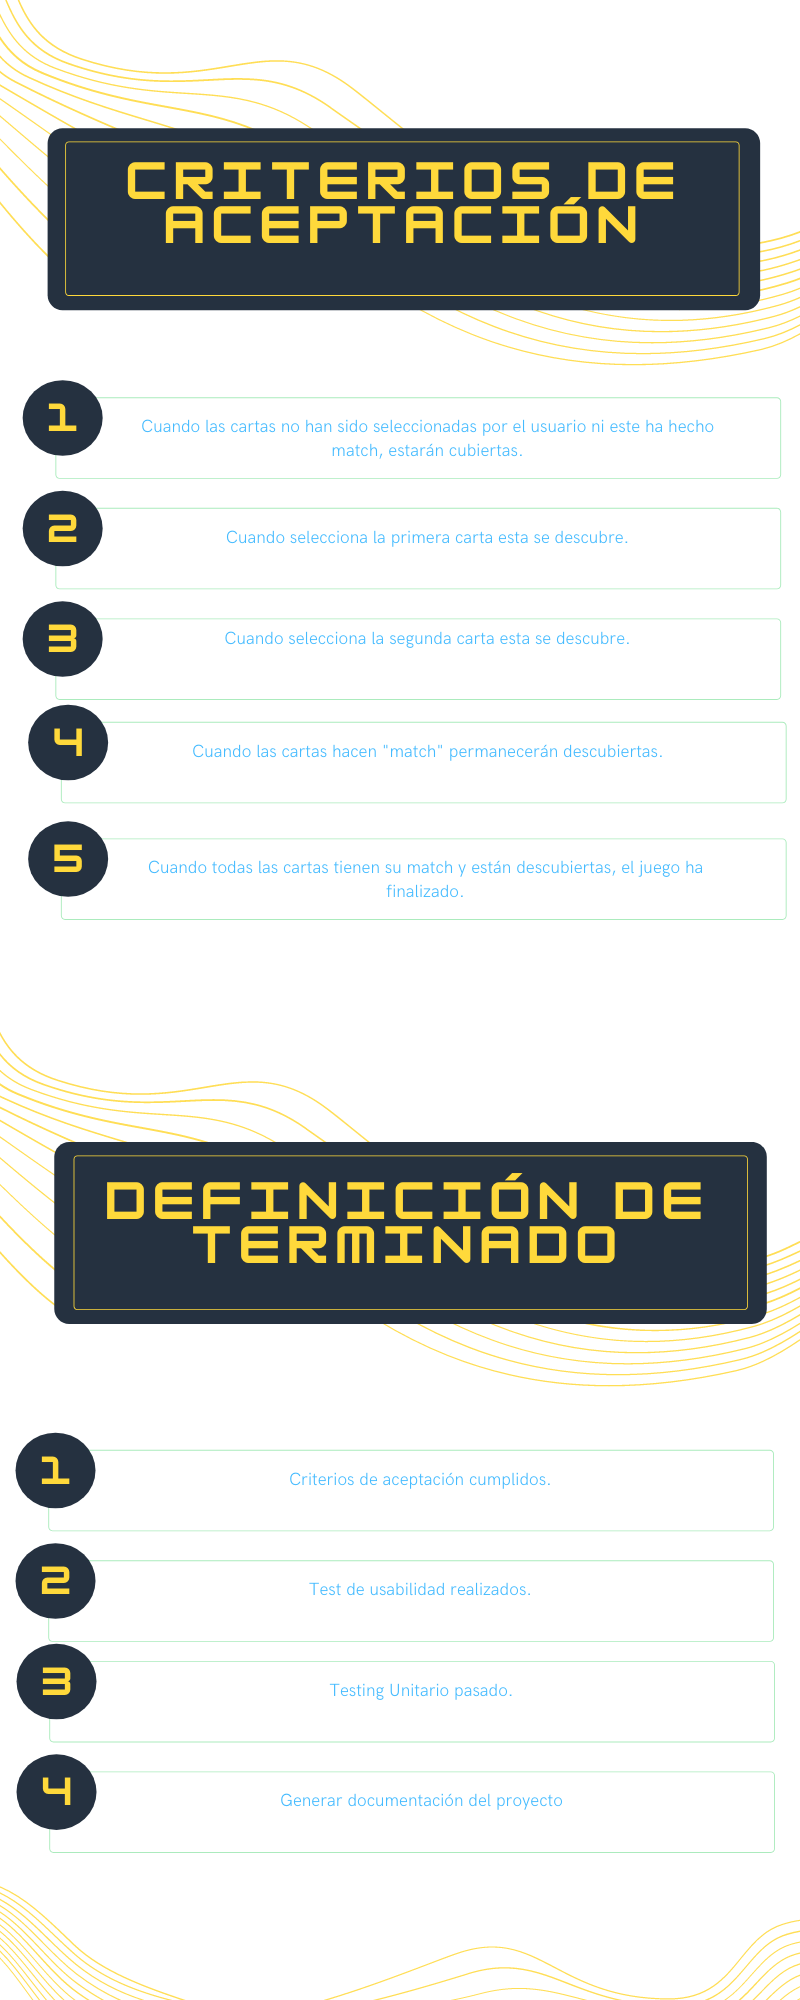 CRITERIOS DE
ACEPTACIÓN
1
Cuando las cartas no han sido seleccionadas por el usuario ni este ha hecho
match, estarán cubiertas.
2
Cuando selecciona la primera carta esta se descubre.
3
Cuando selecciona la segunda carta esta se descubre.
4
Cuando las cartas hacen "match" permanecerán descubiertas.
5
Cuando todas las cartas tienen su match y están descubiertas, el juego ha
finalizado.
DEFINICIÓN DE
TERMINADO
1
Criterios de aceptación cumplidos.
2
Test de usabilidad realizados.
3
Testing Unitario pasado.
4
Generar documentación del proyecto